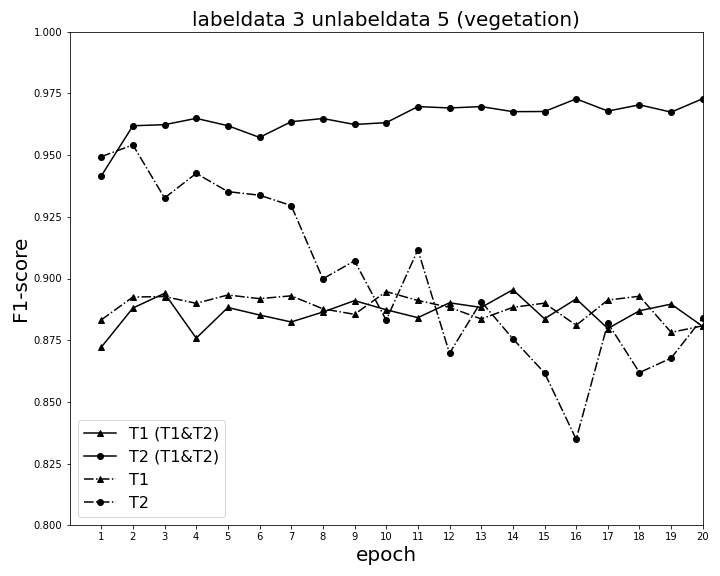 labeldata 3 unlabeldata 5 (vegetation)
1.000
0.975
0.950
0.925
0.900
0.875
0.850
0.825
0.800
F1-score
T1 (T1&T2)
T2 (T1&T2)
T1
T2
1 2 3 4 5 6 7 8 9 10 11 12 13 14 15 16 17 18 19 20
epoch